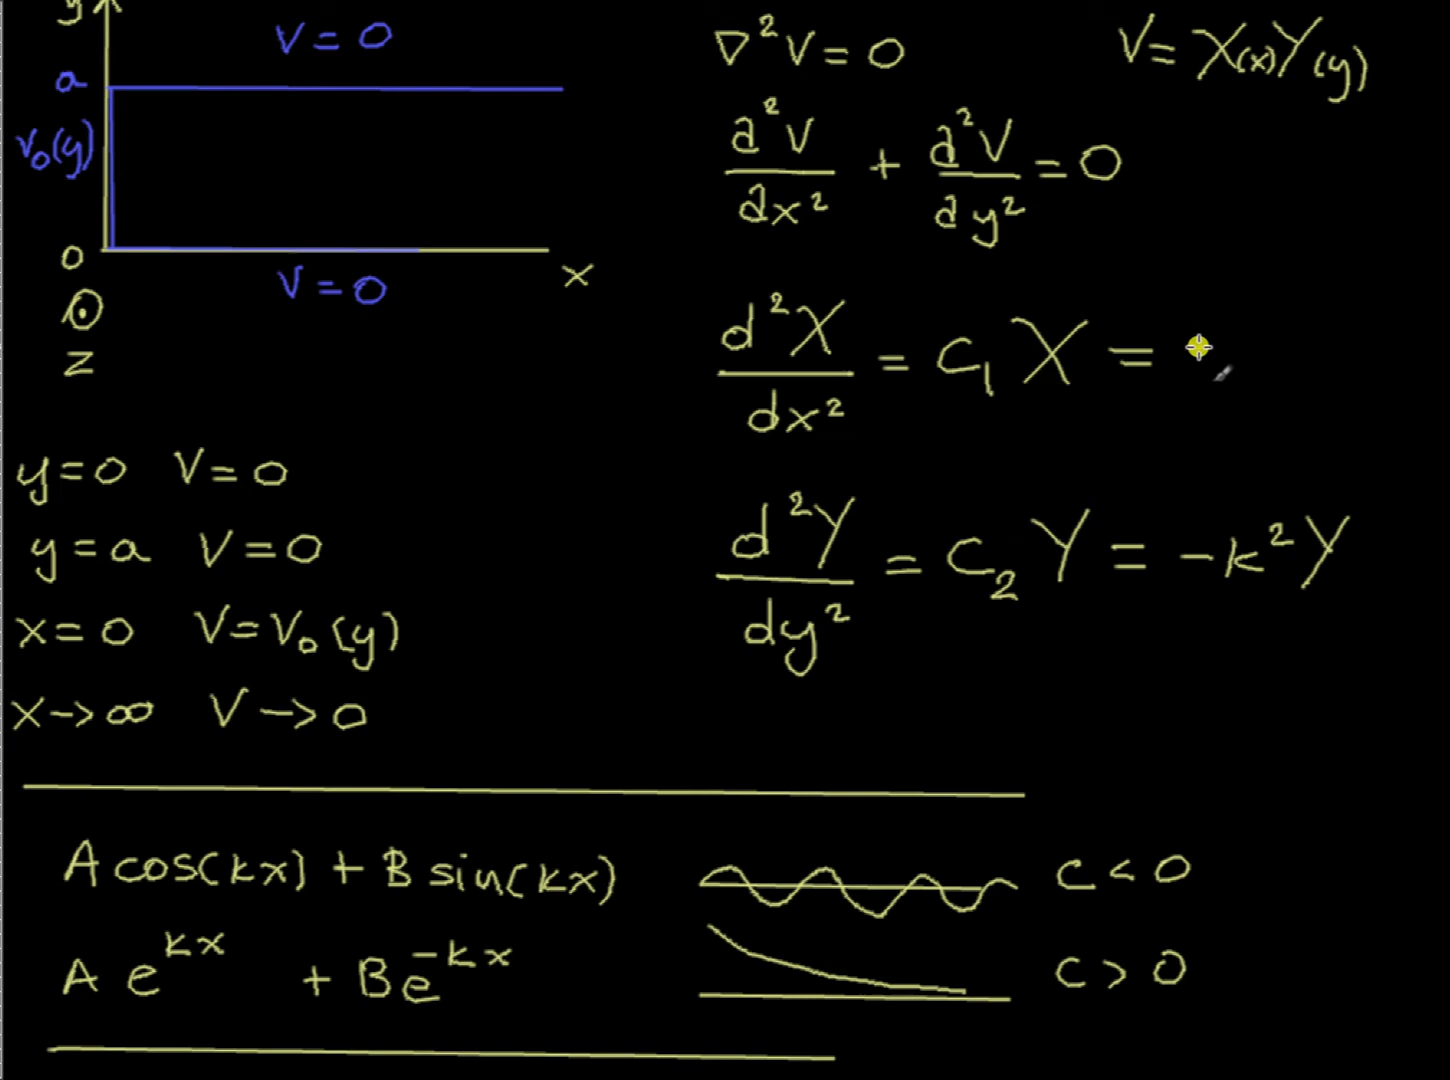 y
V = 0
a
V₀(y)
0
x
V = 0
z
∇²V = 0
V = X(x)Y(y)
∂²V/∂x² + ∂²V/∂y² = 0
d²X/dx² = C₁X =
d²Y/dy² = C₂Y = -k²Y
y = 0 V = 0
y = a V = 0
x = 0 V = V₀(y)
x → ∞ V → 0
A cos(kx) + B sin(kx) C < 0
A e^{kx} + B e^{-kx} C > 0